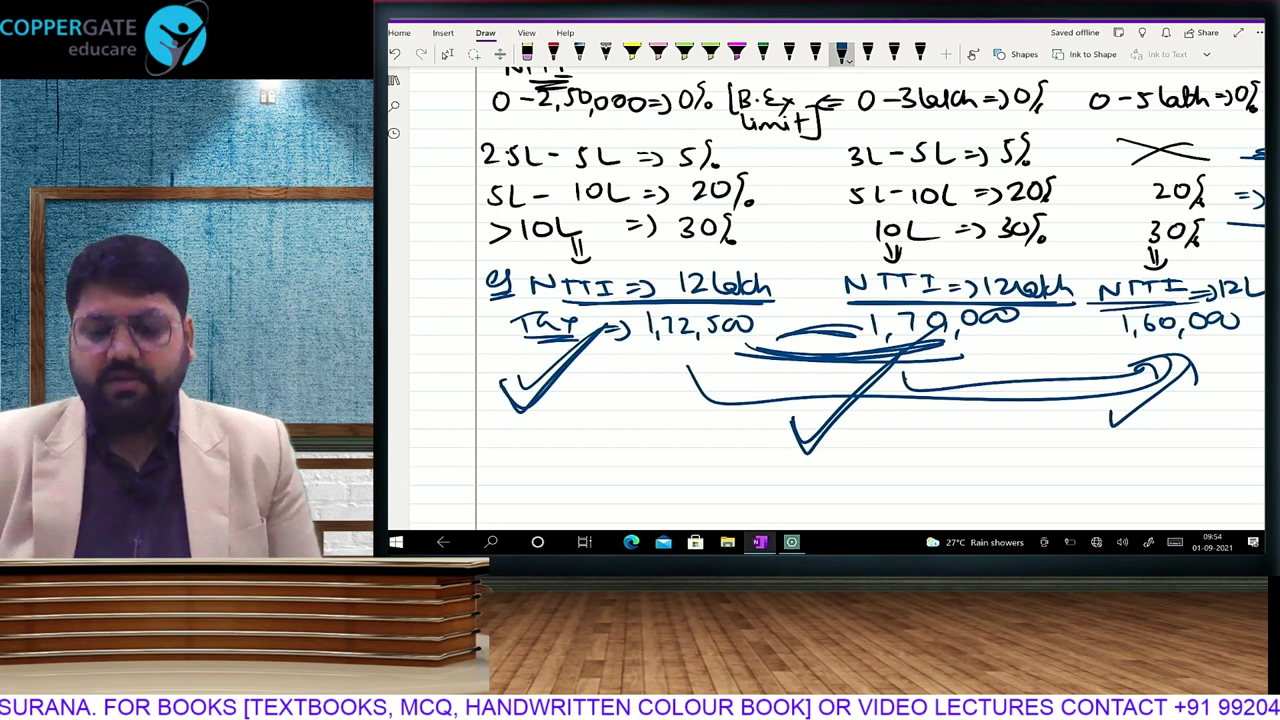 COPPERGATE
educare
Home Insert Draw View Help
Saved offline Share
Shapes Ink to Shape Ink to Text
NTTI
0 - 2,50,000 => 0% [B.Ex limit] <= 0 - 3 lakh => 0% 0 - 5 lakh => 0%
2.5L - 5L => 5% 3L - 5L => 5%
5L - 10L => 20% 5L - 10L => 20% 20% =>
>10L => 30% 10L => 30% 30%
eg NTTI => 12 lakh NTTI => 12 lakh NTTI => 12L
Tax => 1,72,500 1,70,000 1,60,000
27°C Rain showers
09:54
01-09-2021
SURANA. FOR BOOKS [TEXTBOOKS, MCQ, HANDWRITTEN COLOUR BOOK] OR VIDEO LECTURES CONTACT +91 99204